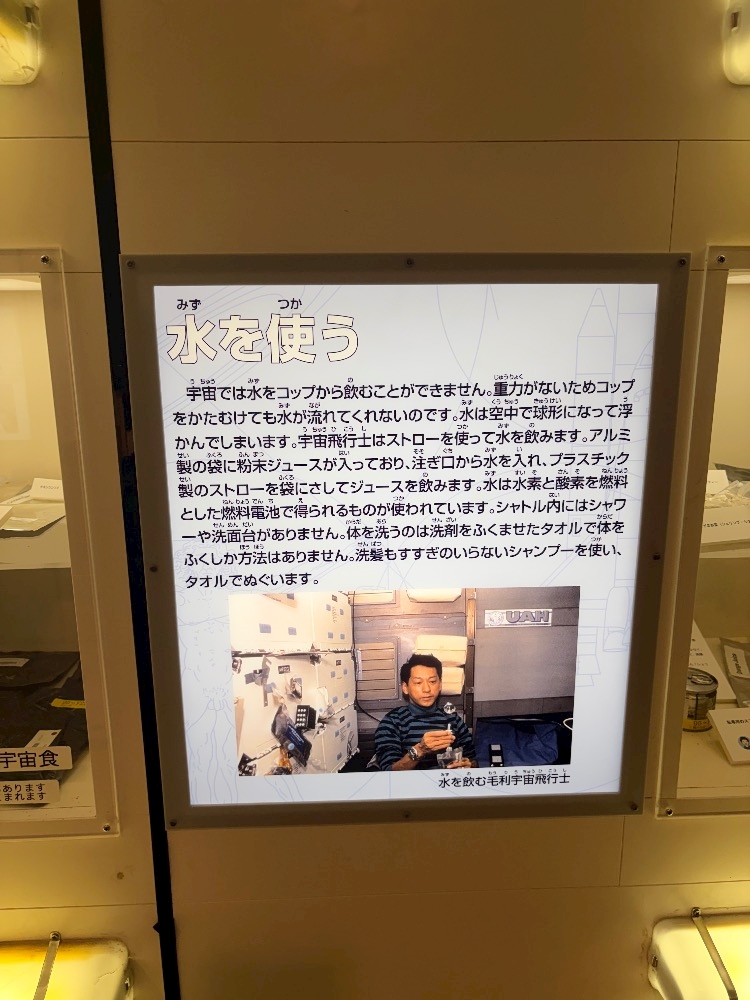 みず つか
水を使う
宇宙では水をコップから飲むことができません。重力がないためコップ
をかたむけても水が流れてくれないのです。水は空中で球形になって浮
かんでしまいます。宇宙飛行士はストローを使って水を飲みます。アルミ
製の袋に粉末ジュースが入っており、注ぎ口から水を入れ、プラスチック
製のストローを袋にさしてジュースを飲みます。水は水素と酸素を燃料
とした燃料電池で得られるものが使われています。シャトル内にはシャワ
ーや洗面台がありません。体を洗うのは洗剤をふくませたタオルで体を
ふくしか方法はありません。洗髪もすすぎのいらないシャンプーを使い、
タオルでぬぐいます。
UAH
水を飲む毛利宇宙飛行士
宇宙食
あります
まれます